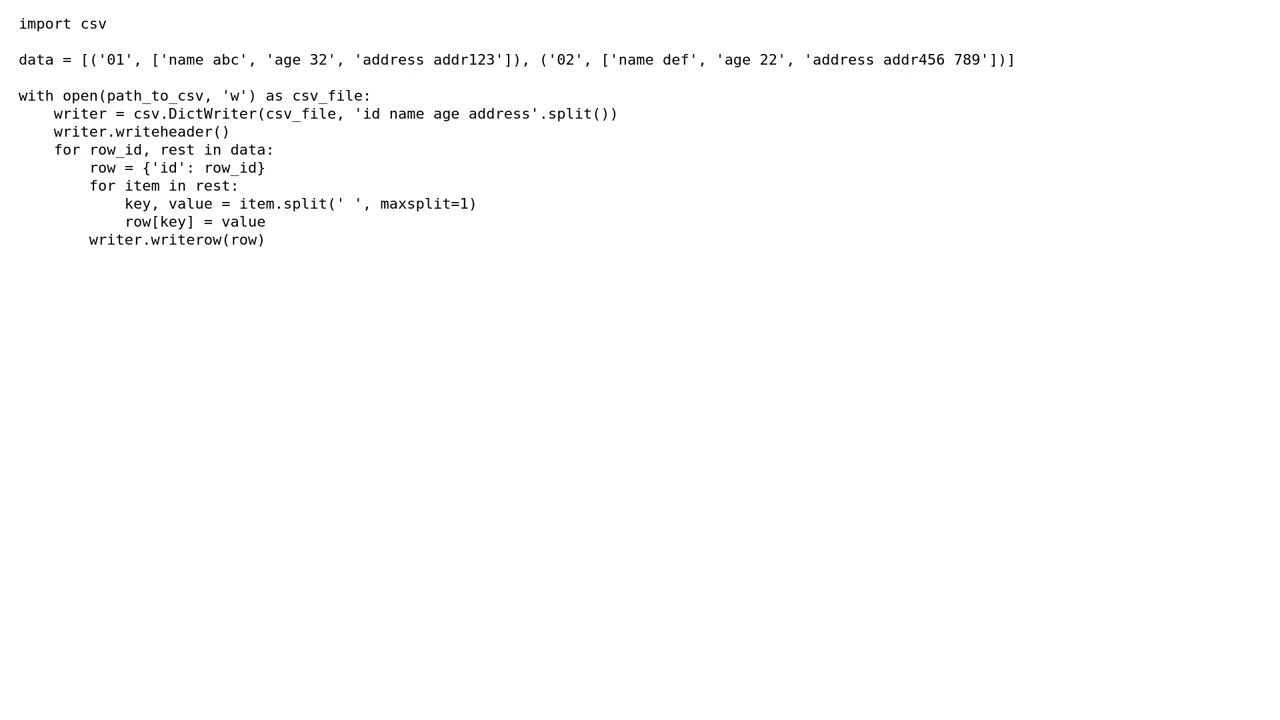 import csv

data = [('01', ['name abc', 'age 32', 'address addr123']), ('02', ['name def', 'age 22', 'address addr456 789'])]

with open(path_to_csv, 'w') as csv_file:
    writer = csv.DictWriter(csv_file, 'id name age address'.split())
    writer.writeheader()
    for row_id, rest in data:
        row = {'id': row_id}
        for item in rest:
            key, value = item.split(' ', maxsplit=1)
            row[key] = value
        writer.writerow(row)